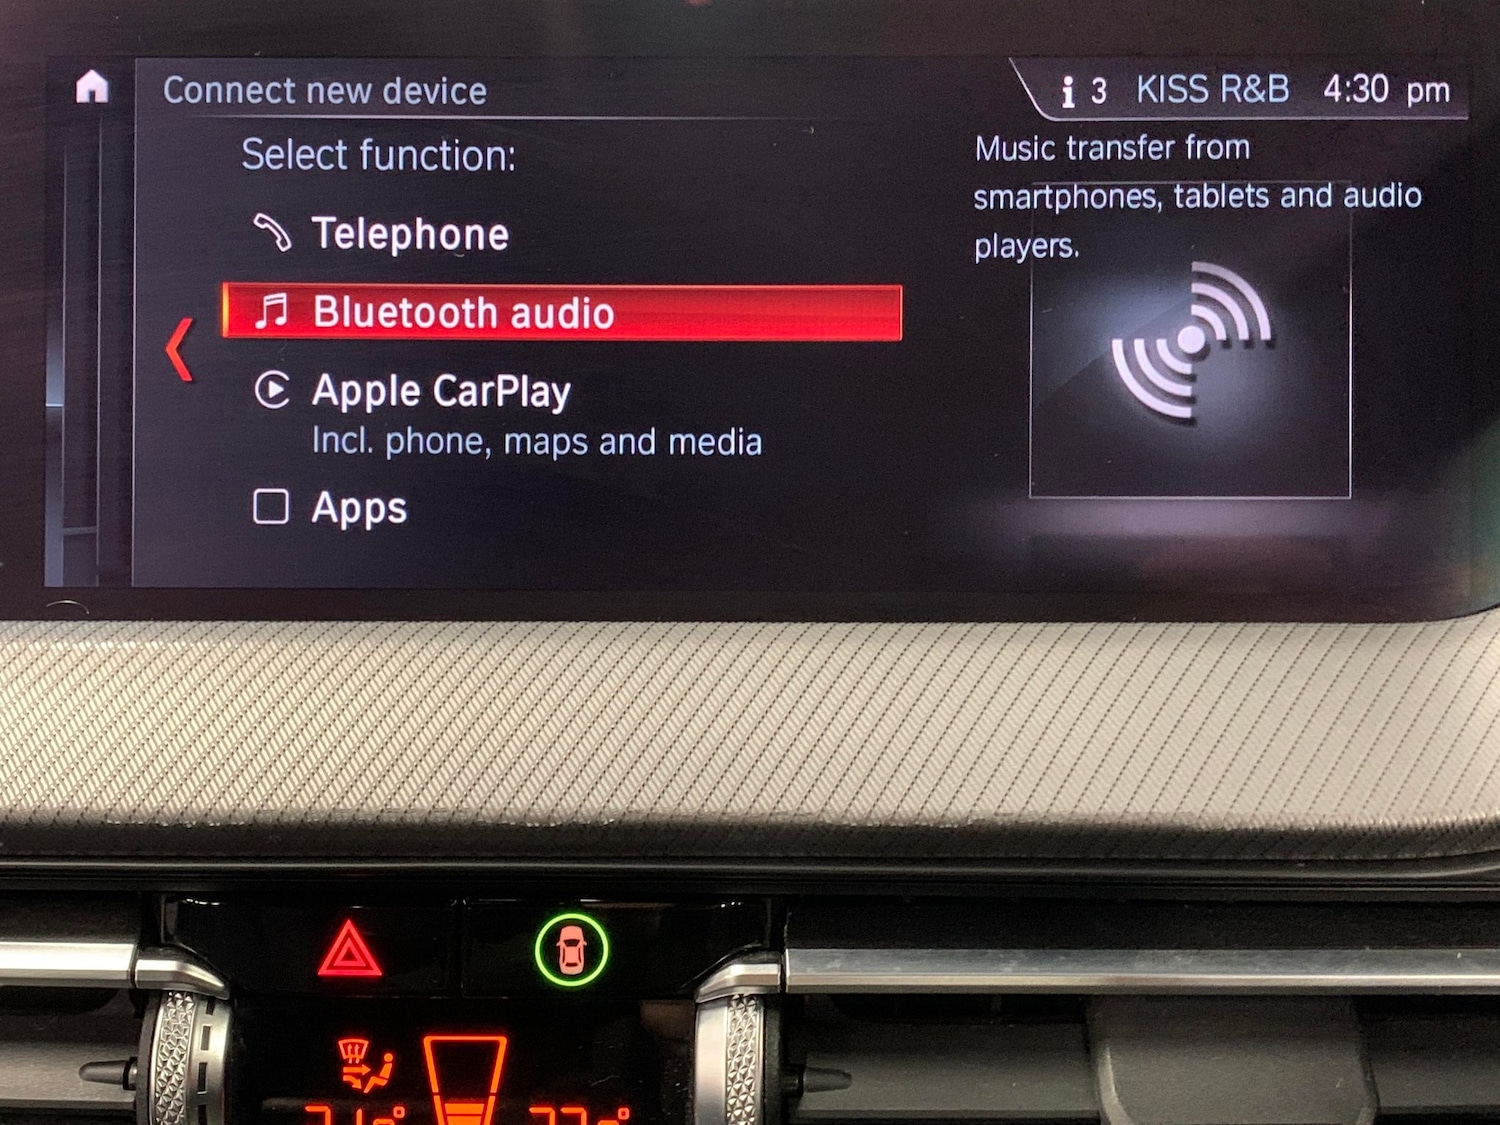 Connect new device
3 KISS R&B 4:30 pm
Select function:
Telephone
Bluetooth audio
Apple CarPlay
Incl. phone, maps and media
Apps
Music transfer from
smartphones, tablets and audio
players.